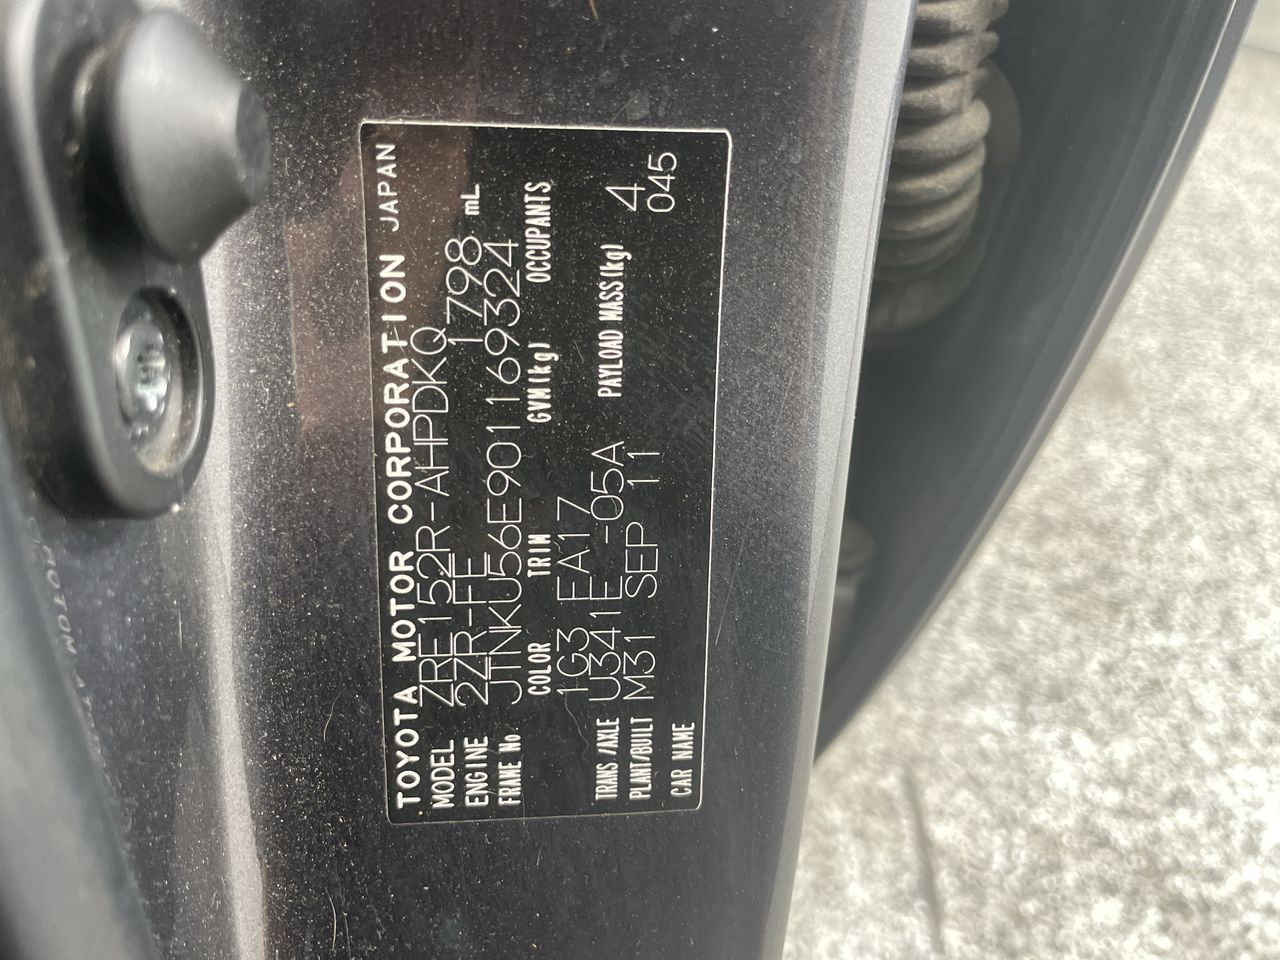 TOYOTA MOTOR CORPORATION JAPAN
MODEL ZRE152R-AHPDKQ
ENGINE 2ZR-FE 1798 mL
FRAME No JTNKU56E901169324
COLOR TRIM GVM(kg) OCCUPANTS
1G3 EA17
TRANS/AXLE U341E -05A PAYLOAD MASS(kg) 4
PLANT/BUILT M31 SEP 11 045
CAR NAME